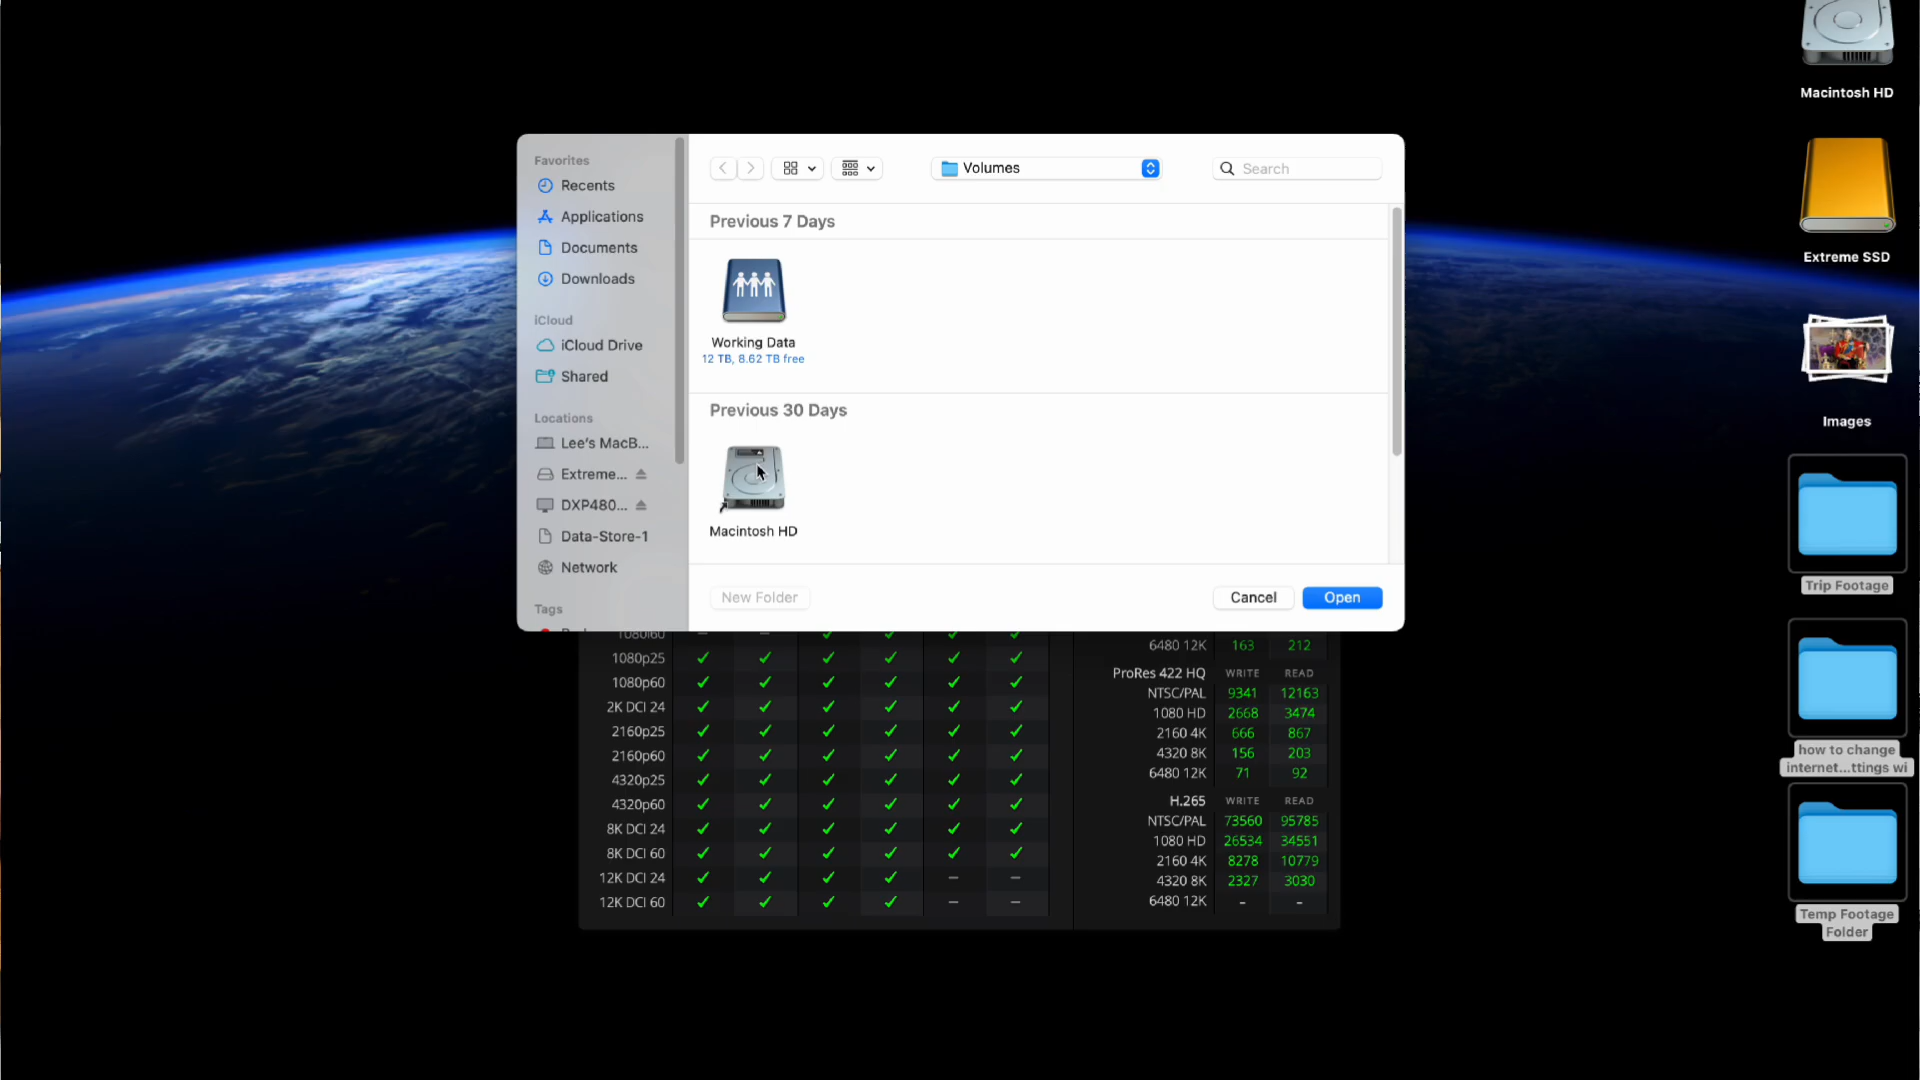 Macintosh HD
Extreme SSD
Images
Trip Footage
how to change
internet...ttings wi
Temp Footage
Folder
Favorites
Recents
Applications
Documents
Downloads
iCloud
iCloud Drive
Shared
Locations
Lee's MacB...
Extreme...
DXP480...
Data-Store-1
Network
Tags
Volumes
Search
Previous 7 Days
Working Data
12 TB, 8.62 TB free
Previous 30 Days
Macintosh HD
New Folder
Cancel
Open
1080i60 — — ✓ ✓ ✓ ✓
1080p25 ✓ ✓ ✓ ✓ ✓ ✓
1080p60 ✓ ✓ ✓ ✓ ✓ ✓
2K DCI 24 ✓ ✓ ✓ ✓ ✓ ✓
2160p25 ✓ ✓ ✓ ✓ ✓ ✓
2160p60 ✓ ✓ ✓ ✓ ✓ ✓
4320p25 ✓ ✓ ✓ ✓ ✓ ✓
4320p60 ✓ ✓ ✓ ✓ ✓ ✓
8K DCI 24 ✓ ✓ ✓ ✓ ✓ ✓
8K DCI 60 ✓ ✓ ✓ ✓ ✓ ✓
12K DCI 24 ✓ ✓ ✓ ✓ – –
12K DCI 60 ✓ ✓ ✓ ✓ – –
6480 12K 163 212
ProRes 422 HQ WRITE READ
NTSC/PAL 9341 12163
1080 HD 2668 3474
2160 4K 666 867
4320 8K 156 203
6480 12K 71 92
H.265 WRITE READ
NTSC/PAL 73560 95785
1080 HD 26534 34551
2160 4K 8278 10779
4320 8K 2327 3030
6480 12K – –